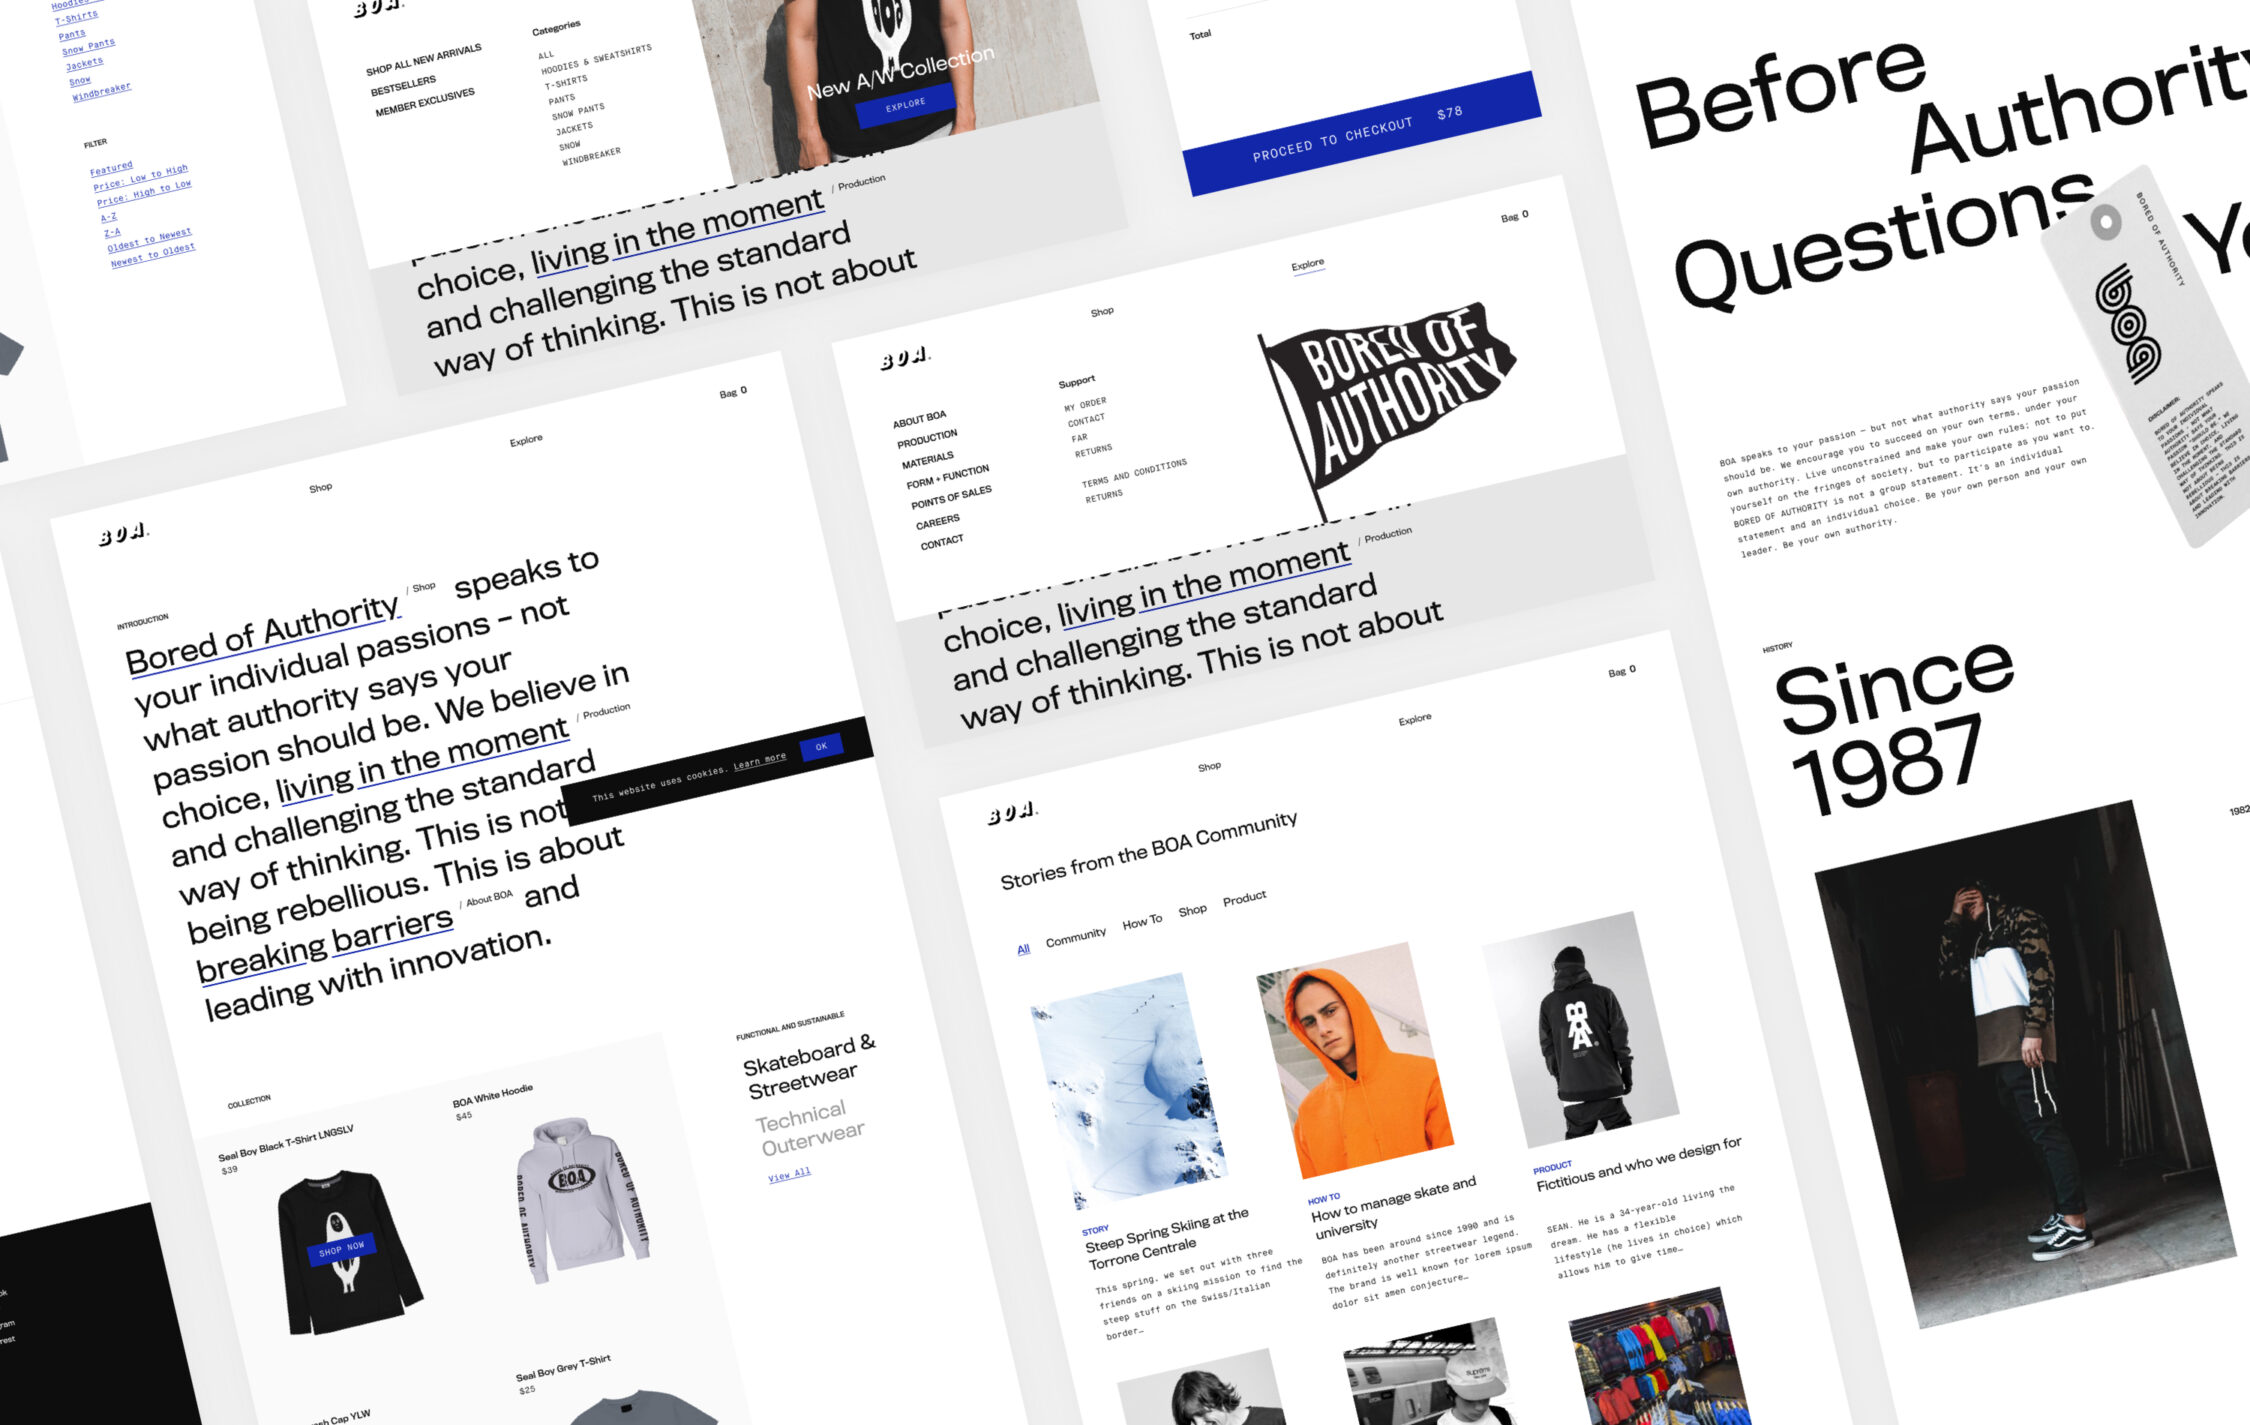 T-Shirts
Pants
Snow Pants
Jackets
Snow
Windbreaker
FILTER
Featured
Price: Low to High
Price: High to Low
A-Z
Z-A
Oldest to Newest
Newest to Oldest
BOA.
SHOP ALL NEW ARRIVALS
BESTSELLERS
MEMBER EXCLUSIVES
Categories
ALL
HOODIES & SWEATSHIRTS
T-SHIRTS
PANTS
SNOW PANTS
JACKETS
SNOW
WINDBREAKER
New A/W Collection
EXPLORE
choice, living in the moment / Production
and challenging the standard
way of thinking. This is not about
Total
PROCEED TO CHECKOUT $78
Before
Authority
Questions
BORED OF AUTHORITY
BOA
DISCLAIMER:
BOA speaks to your passion – but not what authority says your passion
should be. We encourage you to succeed on your own terms, under your
own authority. Live unconstrained and make your own rules; not to put
yourself on the fringes of society, but to participate as you want to.
BORED OF AUTHORITY is not a group statement. It's an individual
statement and an individual choice. Be your own person and your own
leader. Be your own authority.
HISTORY
Since
1987
1982
BOA.
Shop
Explore
Bag 0
ABOUT BOA
PRODUCTION
MATERIALS
FORM + FUNCTION
POINTS OF SALES
CAREERS
CONTACT
Support
MY ORDER
CONTACT
FAR
RETURNS
TERMS AND CONDITIONS
RETURNS
BORED OF
AUTHORITY
choice, living in the moment / Production
and challenging the standard
way of thinking. This is not about
BOA.
Shop
Explore
Bag 0
INTRODUCTION
Bored of Authority / Shop speaks to
your individual passions – not
what authority says your
passion should be. We believe in
choice, living in the moment / Production
and challenging the standard
way of thinking. This is not
being rebellious. This is about
breaking barriers / About BOA and
leading with innovation.
This website uses cookies. Learn more
OK
COLLECTION
Seal Boy Black T-Shirt LNGSLV
$39
SHOP NOW
BOA White Hoodie
$45
BOA
BORED OF AUTHORITY
BORED OF AUTHORITY
FUNCTIONAL AND SUSTAINABLE
Skateboard &
Streetwear
Technical
Outerwear
View All
Seal Boy Grey T-Shirt
$25
Cap YLW
BOA.
Shop
Explore
Bag 0
Stories from the BOA Community
All
Community
How To
Shop
Product
STORY
Steep Spring Skiing at the
Torrone Centrale
This spring, we set out with three
friends on a skiing mission to find the
steep stuff on the Swiss/Italian
border…
HOW TO
How to manage skate and
university
BOA has been around since 1990 and is
definitely another streetwear legend.
The brand is well known for lorem ipsum
dolor sit amen conjecture…
PRODUCT
Fictitious and who we design for
SEAN. He is a 34-year-old living the
dream. He has a flexible
lifestyle (he lives in choice) which
allows him to give time…
Supreme